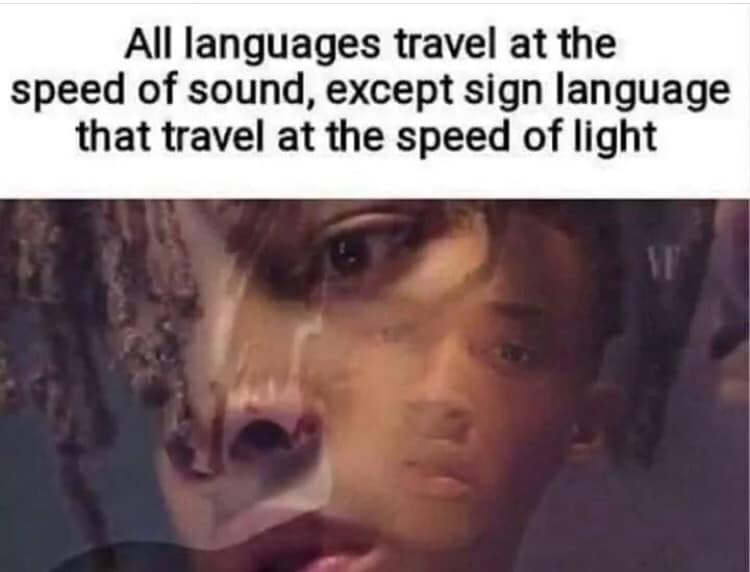 All languages travel at the
speed of sound, except sign language
that travel at the speed of light